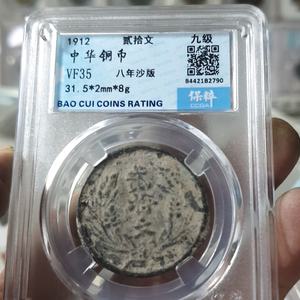 1912 贰拾文 九级
中华铜币
VF35 八年沙版
31.5*2mm*8g
8442182790
保粹
BAO CUI COINS RATING